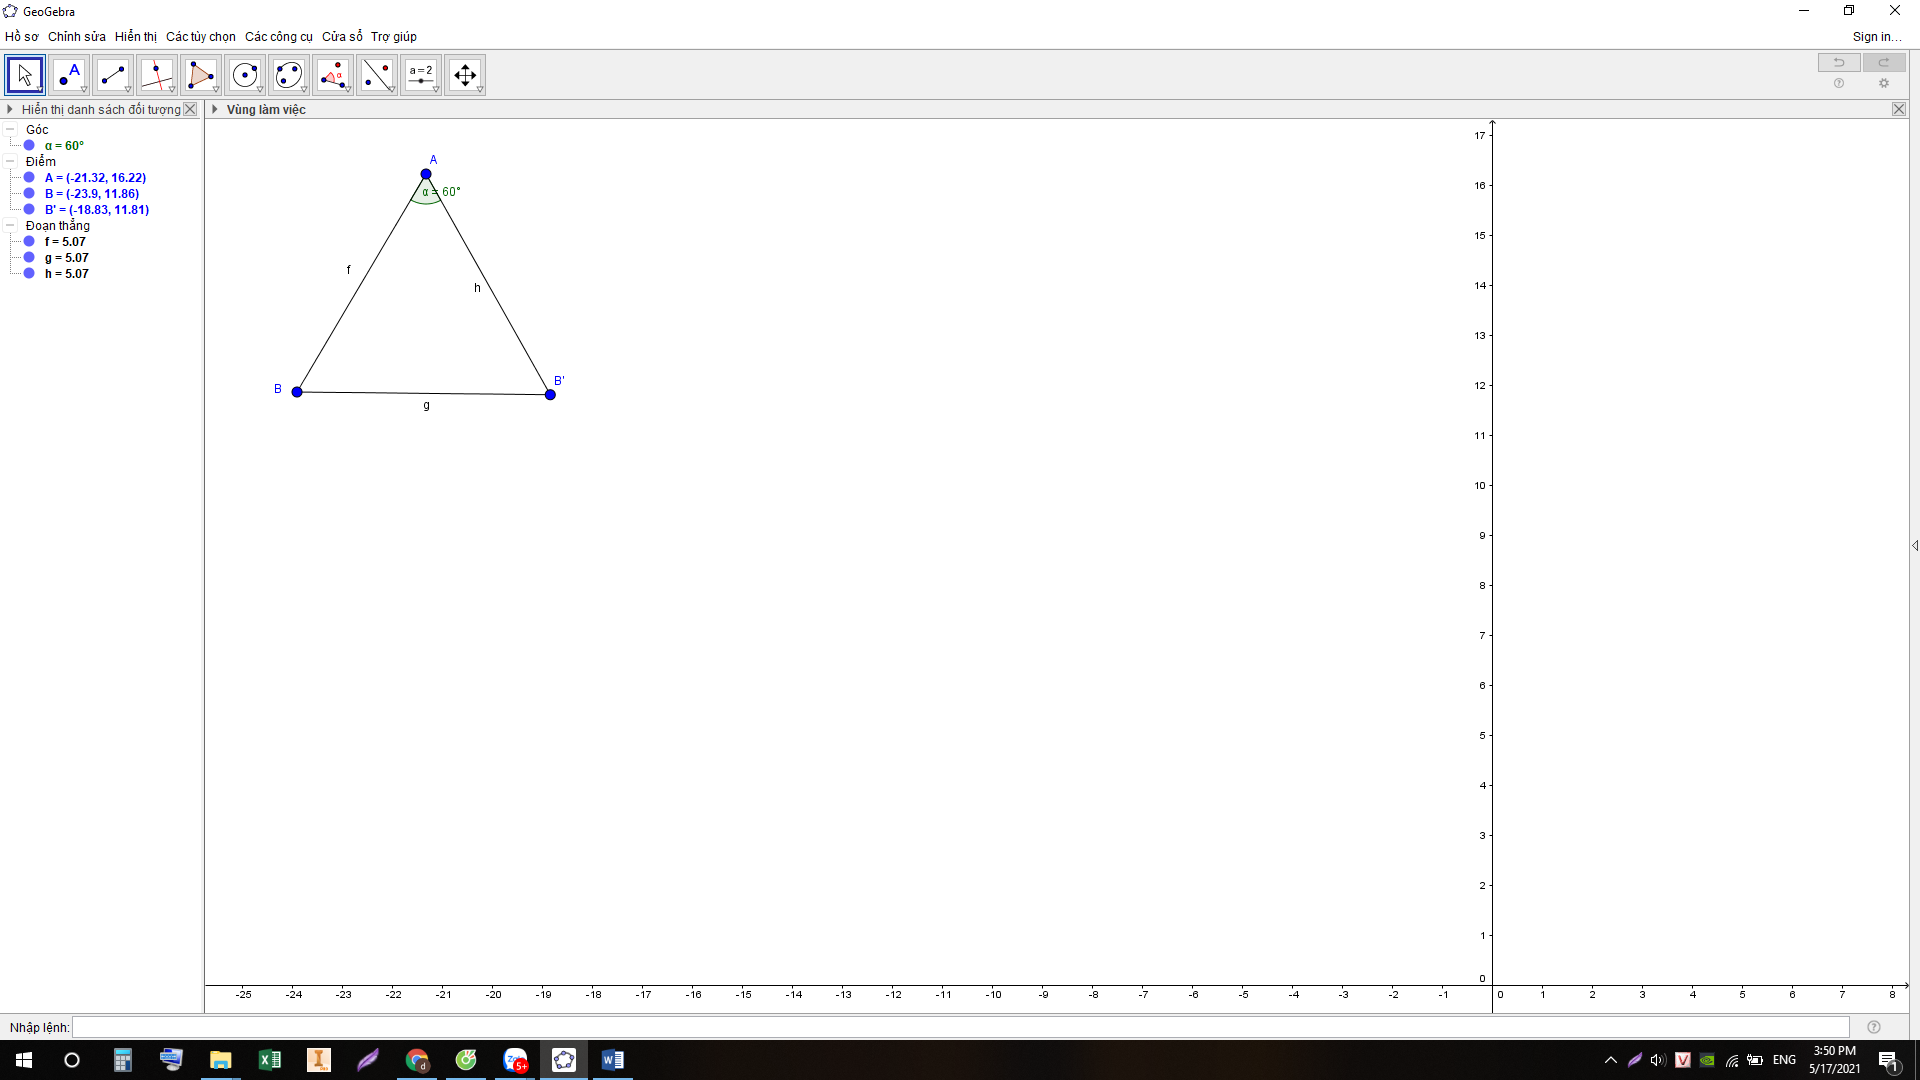 GeoGebra
Hồ sơ Chỉnh sửa Hiển thị Các tùy chọn Các công cụ Cửa sổ Trợ giúp Sign in...
A α a = 2
Hiển thị danh sách đối tượng
Góc
α = 60°
Điểm
A = (-21.32, 16.22)
B = (-23.9, 11.86)
B' = (-18.83, 11.81)
Đoạn thẳng
f = 5.07
g = 5.07
h = 5.07
Vùng làm việc
A
α = 60°
f
h
B
B'
g
17
16
15
14
13
12
11
10
9
8
7
6
5
4
3
2
1
0
-25 -24 -23 -22 -21 -20 -19 -18 -17 -16 -15 -14 -13 -12 -11 -10 -9 -8 -7 -6 -5 -4 -3 -2 -1 0 1 2 3 4 5 6 7 8
Nhập lệnh:
d
5+
V
ENG
3:50 PM
5/17/2021
1